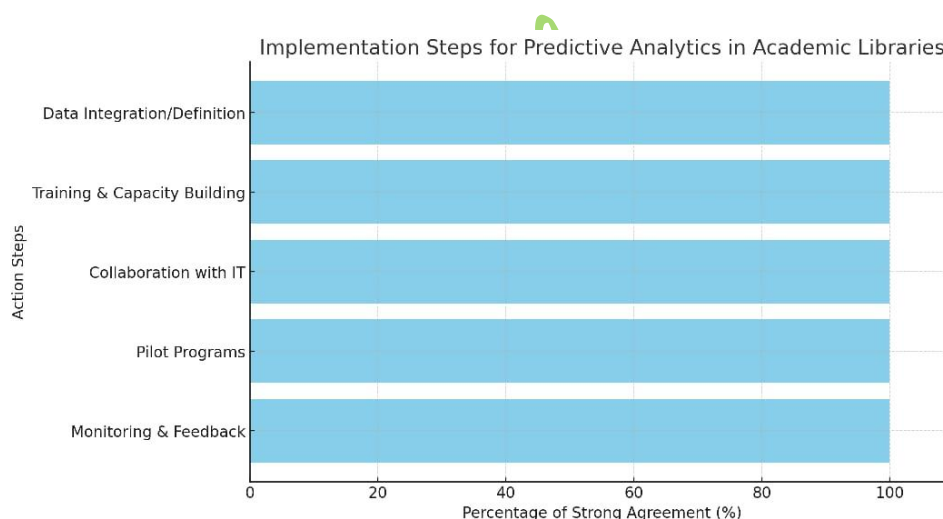 Implementation Steps for Predictive Analytics in Academic Libraries
Data Integration/Definition
Training & Capacity Building
Collaboration with IT
Pilot Programs
Monitoring & Feedback
Action Steps
0 20 40 60 80 100
Percentage of Strong Agreement (%)